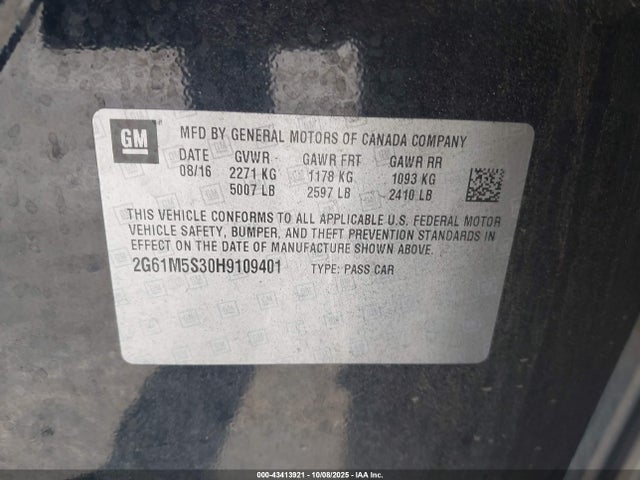 GM
MFD BY GENERAL MOTORS OF CANADA COMPANY
DATE GVWR GAWR FRT GAWR RR
08/16 2271 KG 1178 KG 1093 KG
5007 LB 2597 LB 2410 LB
THIS VEHICLE CONFORMS TO ALL APPLICABLE U.S. FEDERAL MOTOR
VEHICLE SAFETY, BUMPER, AND THEFT PREVENTION STANDARDS IN
EFFECT ON THE DATE OF MANUFACTURE SHOWN ABOVE.
2G61M5S30H9109401 TYPE: PASS CAR
000-43413921 - 10/08/2025 - IAAI Inc.